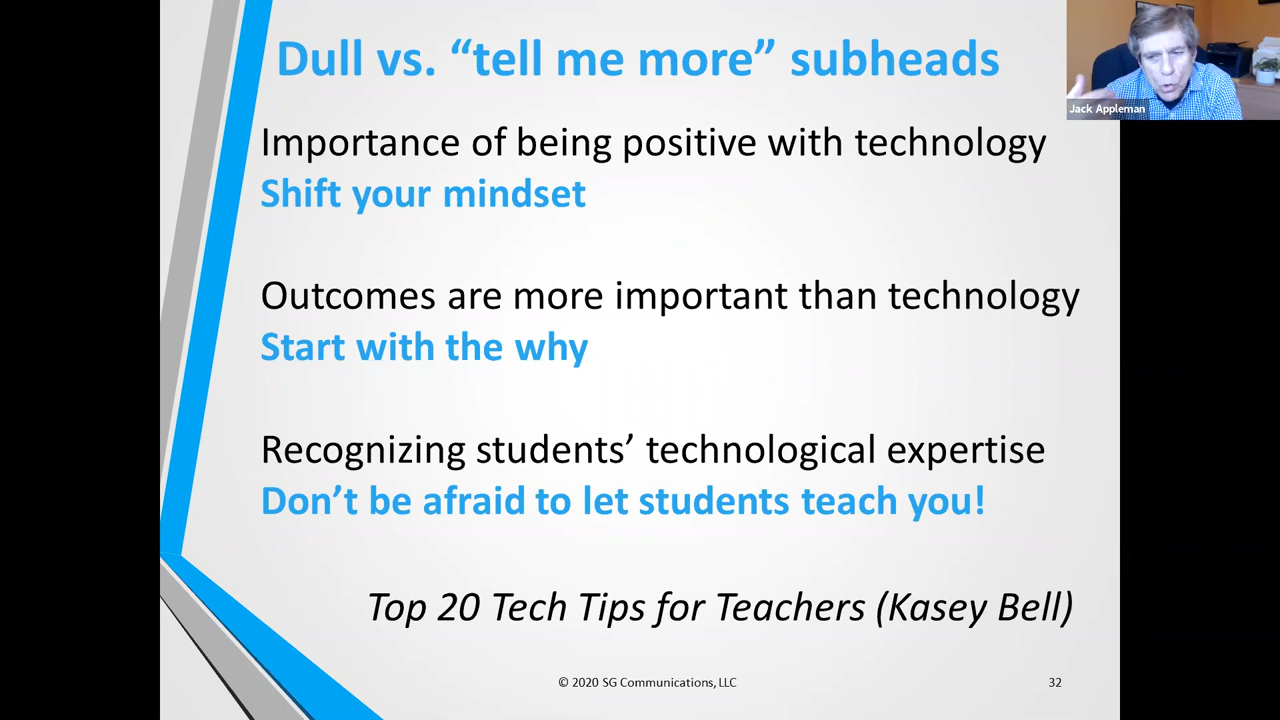 Dull vs. “tell me more” subheads
Jack Appleman
Importance of being positive with technology
Shift your mindset
Outcomes are more important than technology
Start with the why
Recognizing students’ technological expertise
Don’t be afraid to let students teach you!
Top 20 Tech Tips for Teachers (Kasey Bell)
© 2020 SG Communications, LLC
32